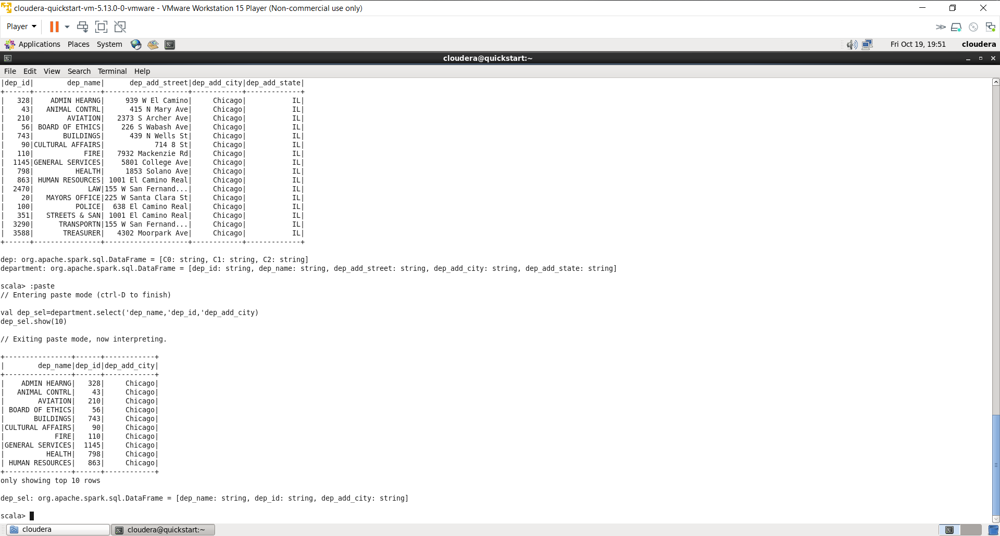 cloudera-quickstart-vm-5.13.0-0-vmware - VMware Workstation 15 Player (Non-commercial use only)
Player
Applications Places System Fri Oct 19, 19:51 cloudera
cloudera@quickstart:~
File Edit View Search Terminal Help
|dep_id|        dep_name|      dep_add_street|dep_add_city|dep_add_state|
+------+----------------+--------------------+------------+-------------+
|   328|    ADMIN HEARNG|     939 W El Camino|     Chicago|           IL|
|    43|   ANIMAL CONTRL|      415 N Mary Ave|     Chicago|           IL|
|   210|        AVIATION|   2373 S Archer Ave|     Chicago|           IL|
|    56| BOARD OF ETHICS|    226 S Wabash Ave|     Chicago|           IL|
|   743|       BUILDINGS|      439 N Wells St|     Chicago|           IL|
|    90|CULTURAL AFFAIRS|            714 8 St|     Chicago|           IL|
|   110|            FIRE|   7932 Mackenzie Rd|     Chicago|           IL|
|  1145|GENERAL SERVICES|    5801 College Ave|     Chicago|           IL|
|   798|          HEALTH|     1853 Solano Ave|     Chicago|           IL|
|   863| HUMAN RESOURCES| 1001 El Camino Real|     Chicago|           IL|
|  2470|             LAW|155 W San Fernand...|     Chicago|           IL|
|    20|   MAYORS OFFICE|225 W Santa Clara St|     Chicago|           IL|
|   100|          POLICE|  638 El Camino Real|     Chicago|           IL|
|   351|   STREETS & SAN| 1001 El Camino Real|     Chicago|           IL|
|  3290|      TRANSPORTN|155 W San Fernand...|     Chicago|           IL|
|  3588|       TREASURER|   4302 Moorpark Ave|     Chicago|           IL|
+------+----------------+--------------------+------------+-------------+
dep: org.apache.spark.sql.DataFrame = [C0: string, C1: string, C2: string]
department: org.apache.spark.sql.DataFrame = [dep_id: string, dep_name: string, dep_add_street: string, dep_add_city: string, dep_add_state: string]
scala> :paste
// Entering paste mode (ctrl-D to finish)
val dep_sel=department.select('dep_name,'dep_id,'dep_add_city)
dep_sel.show(10)
// Exiting paste mode, now interpreting.
+----------------+------+------------+
|        dep_name|dep_id|dep_add_city|
+----------------+------+------------+
|    ADMIN HEARNG|   328|     Chicago|
|   ANIMAL CONTRL|    43|     Chicago|
|        AVIATION|   210|     Chicago|
| BOARD OF ETHICS|    56|     Chicago|
|       BUILDINGS|   743|     Chicago|
|CULTURAL AFFAIRS|    90|     Chicago|
|            FIRE|   110|     Chicago|
|GENERAL SERVICES|  1145|     Chicago|
|          HEALTH|   798|     Chicago|
| HUMAN RESOURCES|   863|     Chicago|
+----------------+------+------------+
only showing top 10 rows
dep_sel: org.apache.spark.sql.DataFrame = [dep_name: string, dep_id: string, dep_add_city: string]
scala>
cloudera cloudera@quickstart:~